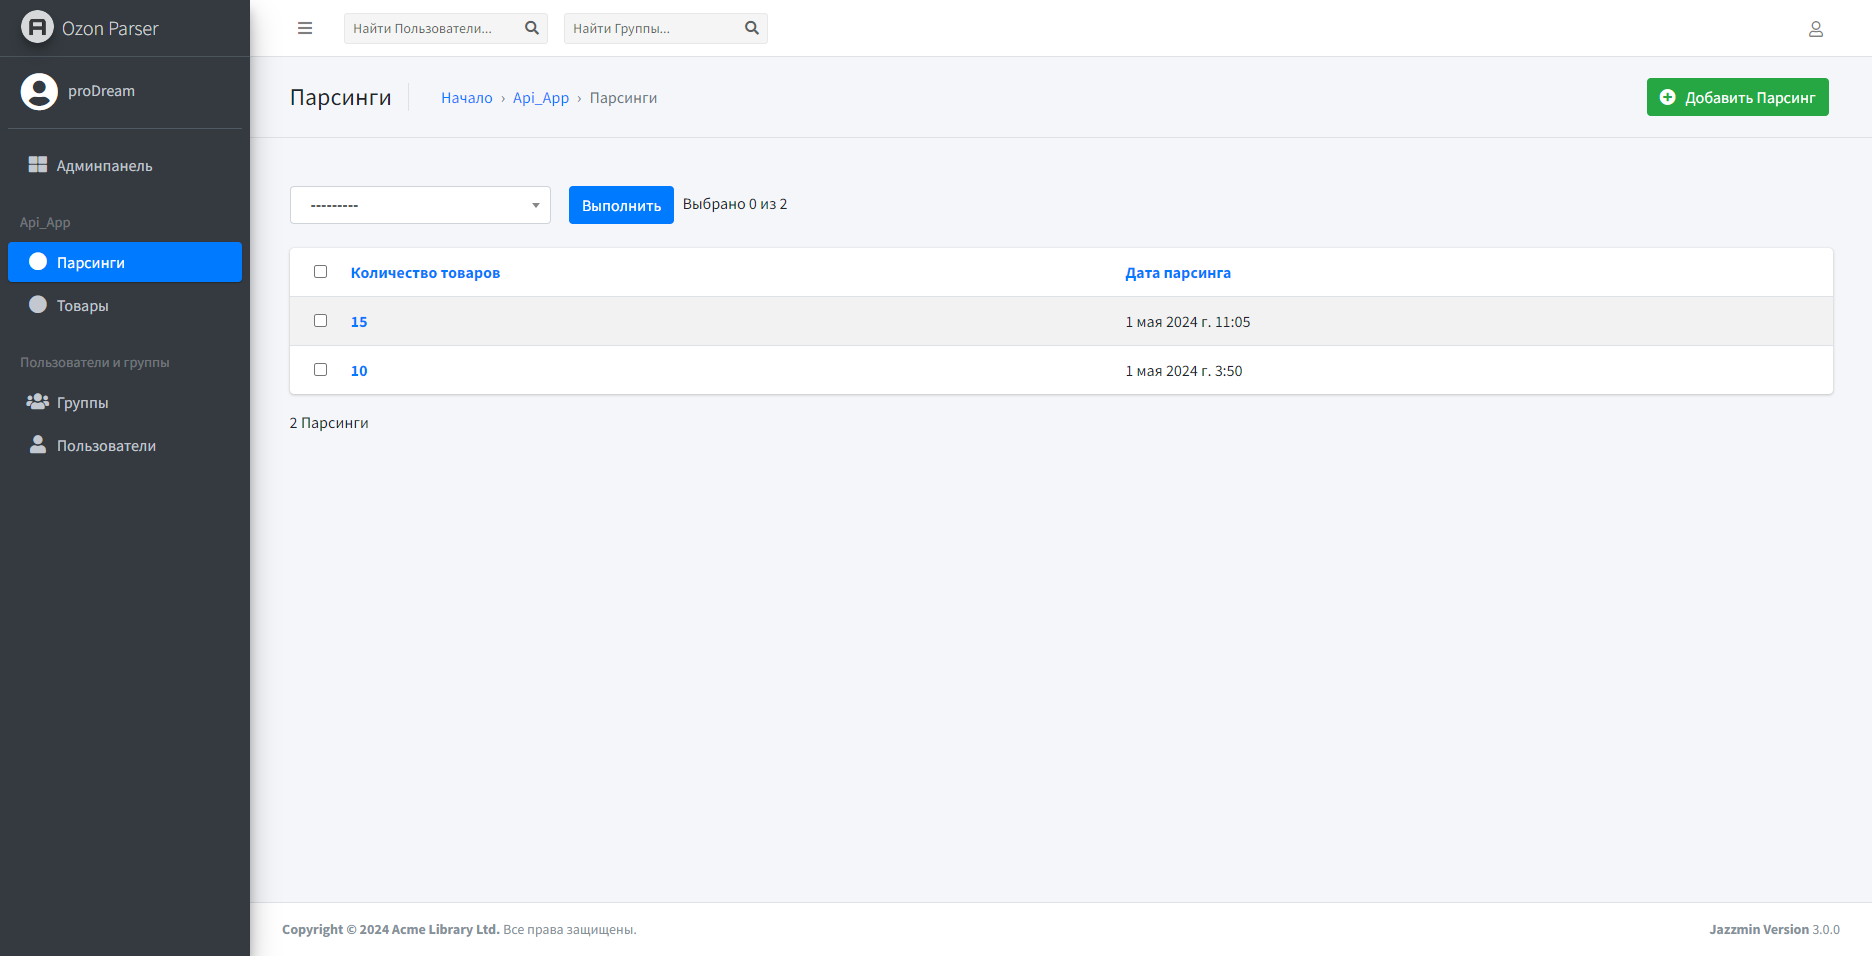 Ozon Parser
Найти Пользователи...
Найти Группы...
proDream
Парсинги
Начало › Api_App › Парсинги
Добавить Парсинг
Админпанель
Api_App
Парсинги
Товары
Пользователи и группы
Группы
Пользователи
---------
Выполнить
Выбрано 0 из 2
Количество товаров Дата парсинга
15 1 мая 2024 г. 11:05
10 1 мая 2024 г. 3:50
2 Парсинги
Copyright © 2024 Acme Library Ltd. Все права защищены.
Jazzmin Version 3.0.0